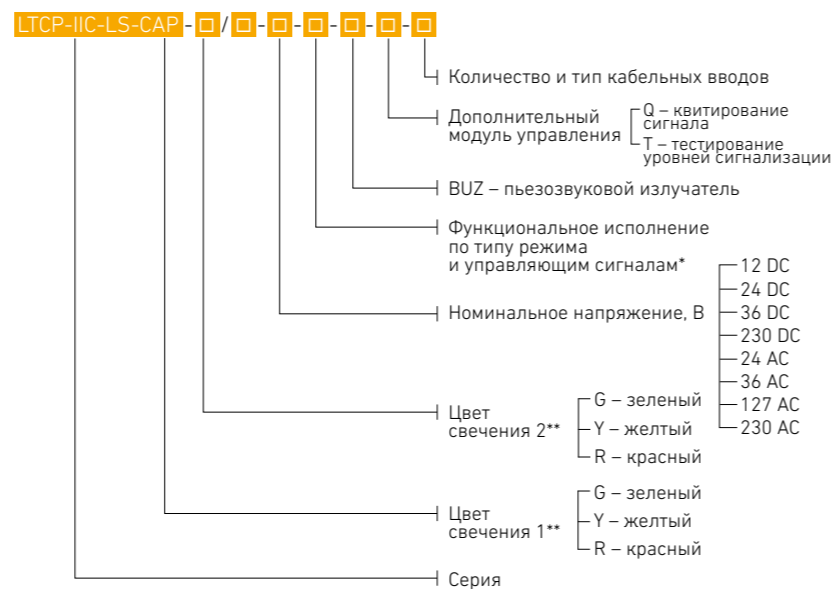 LTCP-IIC-LS-CAP-□/□-□-□-□-□-□
Количество и тип кабельных вводов
Дополнительный
модуль управления
Q – квитирование
сигнала
T – тестирование
уровней сигнализации
BUZ – пьезозвуковой излучатель
Функциональное исполнение
по типу режима
и управляющим сигналам*
Номинальное напряжение, В
12 DC
24 DC
36 DC
230 DC
24 AC
36 AC
127 AC
230 AC
Цвет
свечения 2**
G – зеленый
Y – желтый
R – красный
Цвет
свечения 1**
G – зеленый
Y – желтый
R – красный
Серия